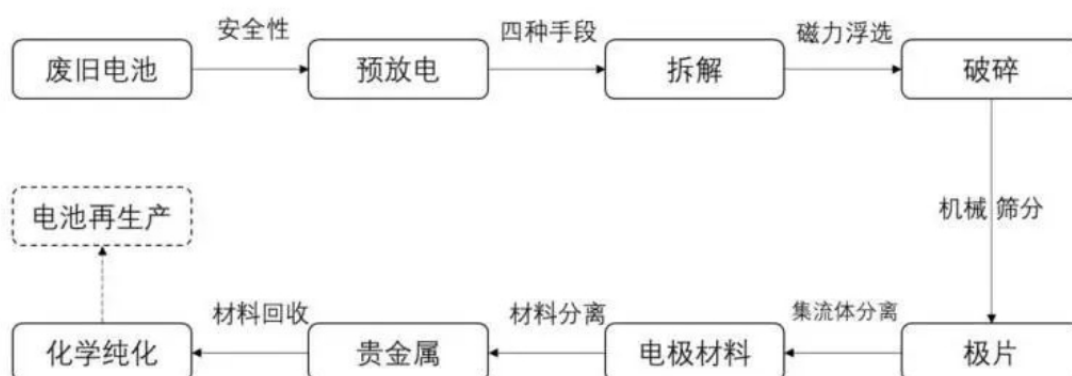 安全性
四种手段
磁力浮选
废旧电池
预放电
拆解
破碎
机械 筛分
电池再生产
材料回收
材料分离
集流体分离
化学纯化
贵金属
电极材料
极片